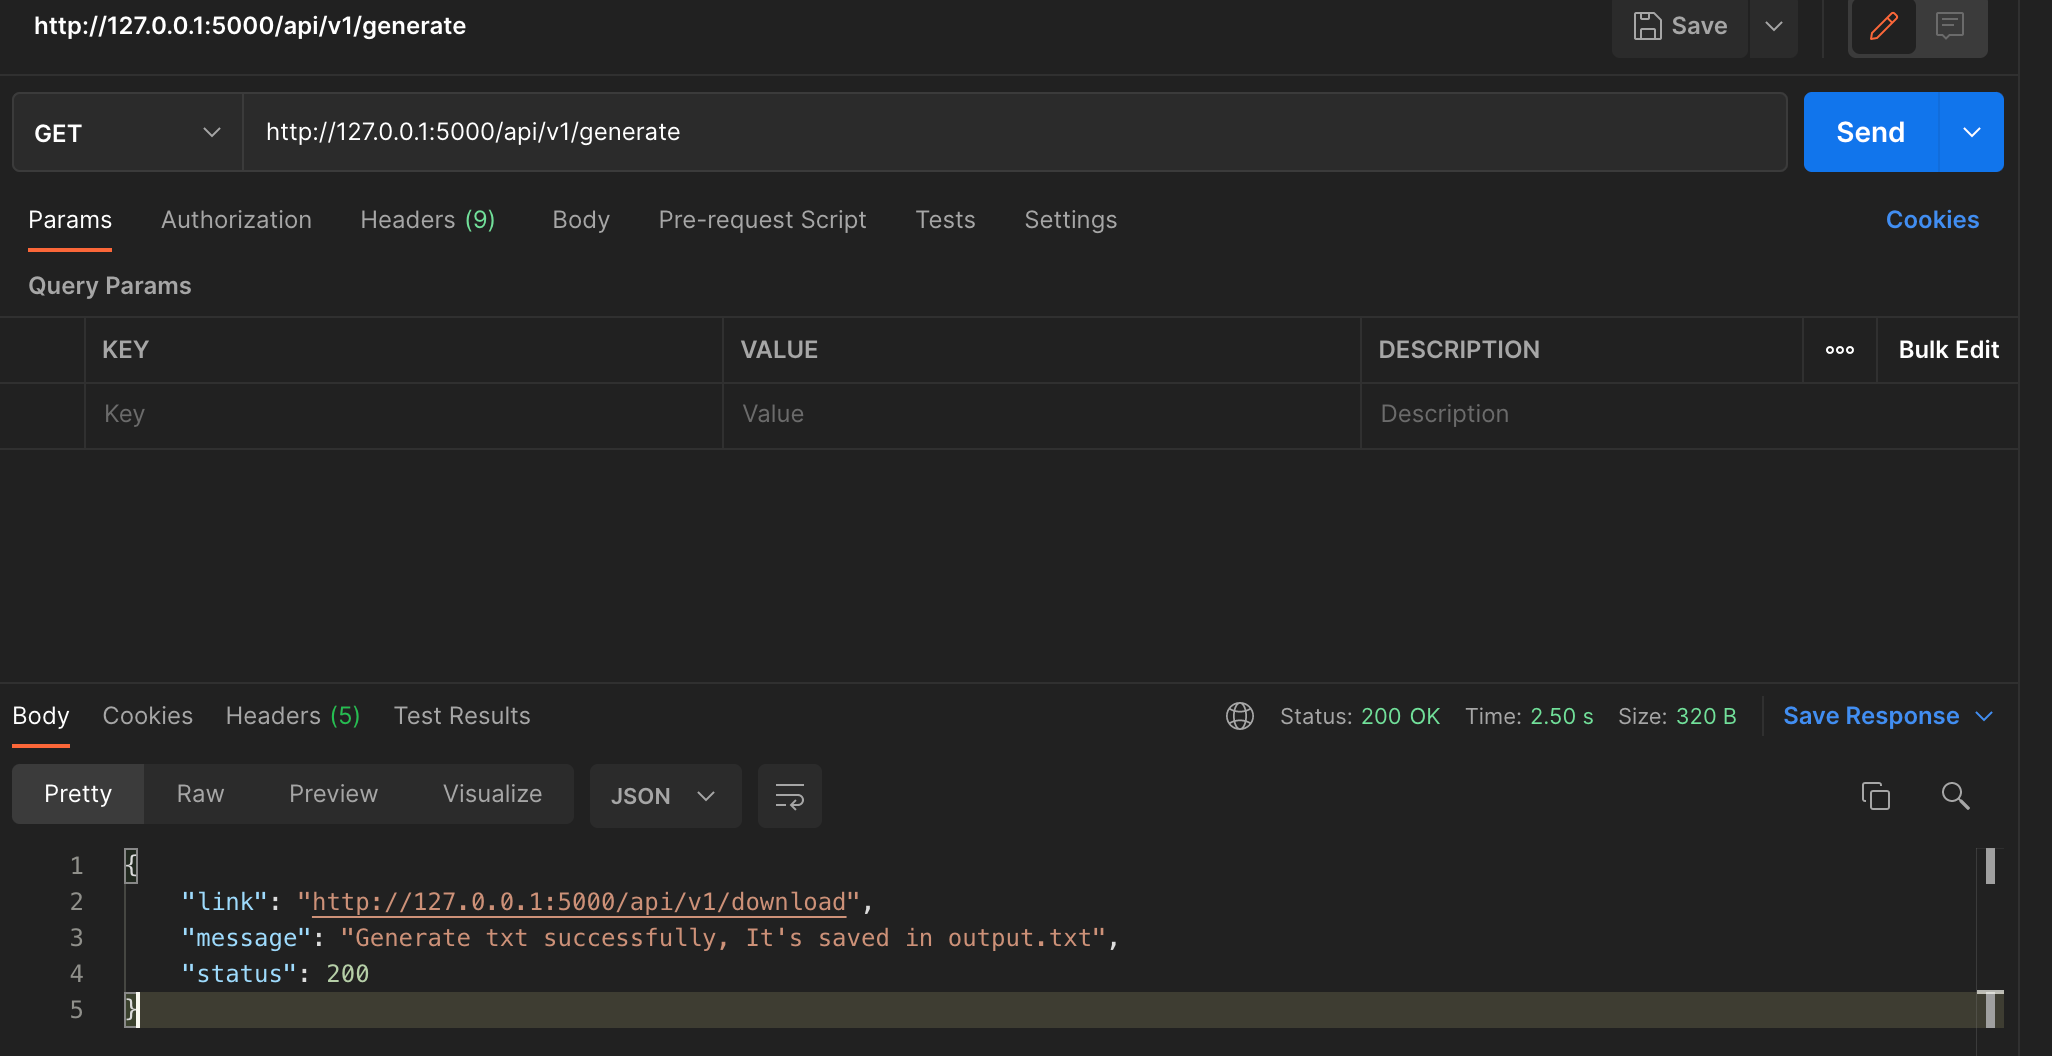 http://127.0.0.1:5000/api/v1/generate
Save
GET
http://127.0.0.1:5000/api/v1/generate
Send
Params Authorization Headers (9) Body Pre-request Script Tests Settings Cookies
Query Params
KEY VALUE DESCRIPTION ooo Bulk Edit
Key Value Description
Body Cookies Headers (5) Test Results Status: 200 OK Time: 2.50 s Size: 320 B Save Response
Pretty Raw Preview Visualize JSON
1 {
2 "link": "http://127.0.0.1:5000/api/v1/download",
3 "message": "Generate txt successfully, It's saved in output.txt",
4 "status": 200
5 }